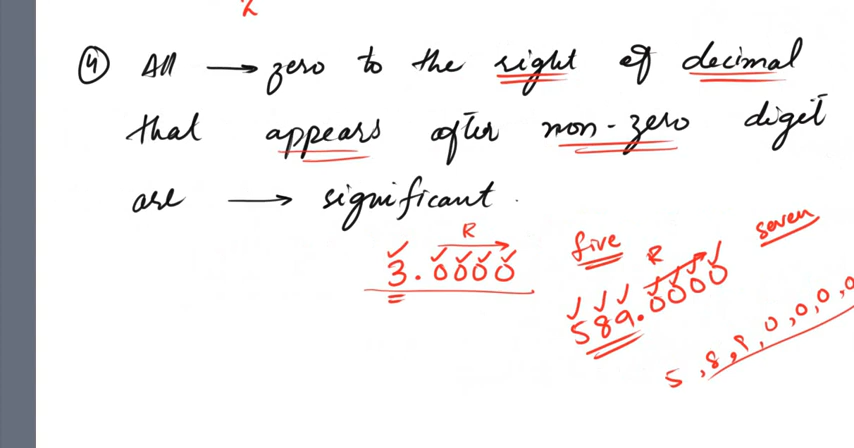 ④ All → zero to the right of decimal
that appears after non-zero digit
are → significant.
R
3.0000
five
R
589.0000
seven
5,8,9,0,0,0,0